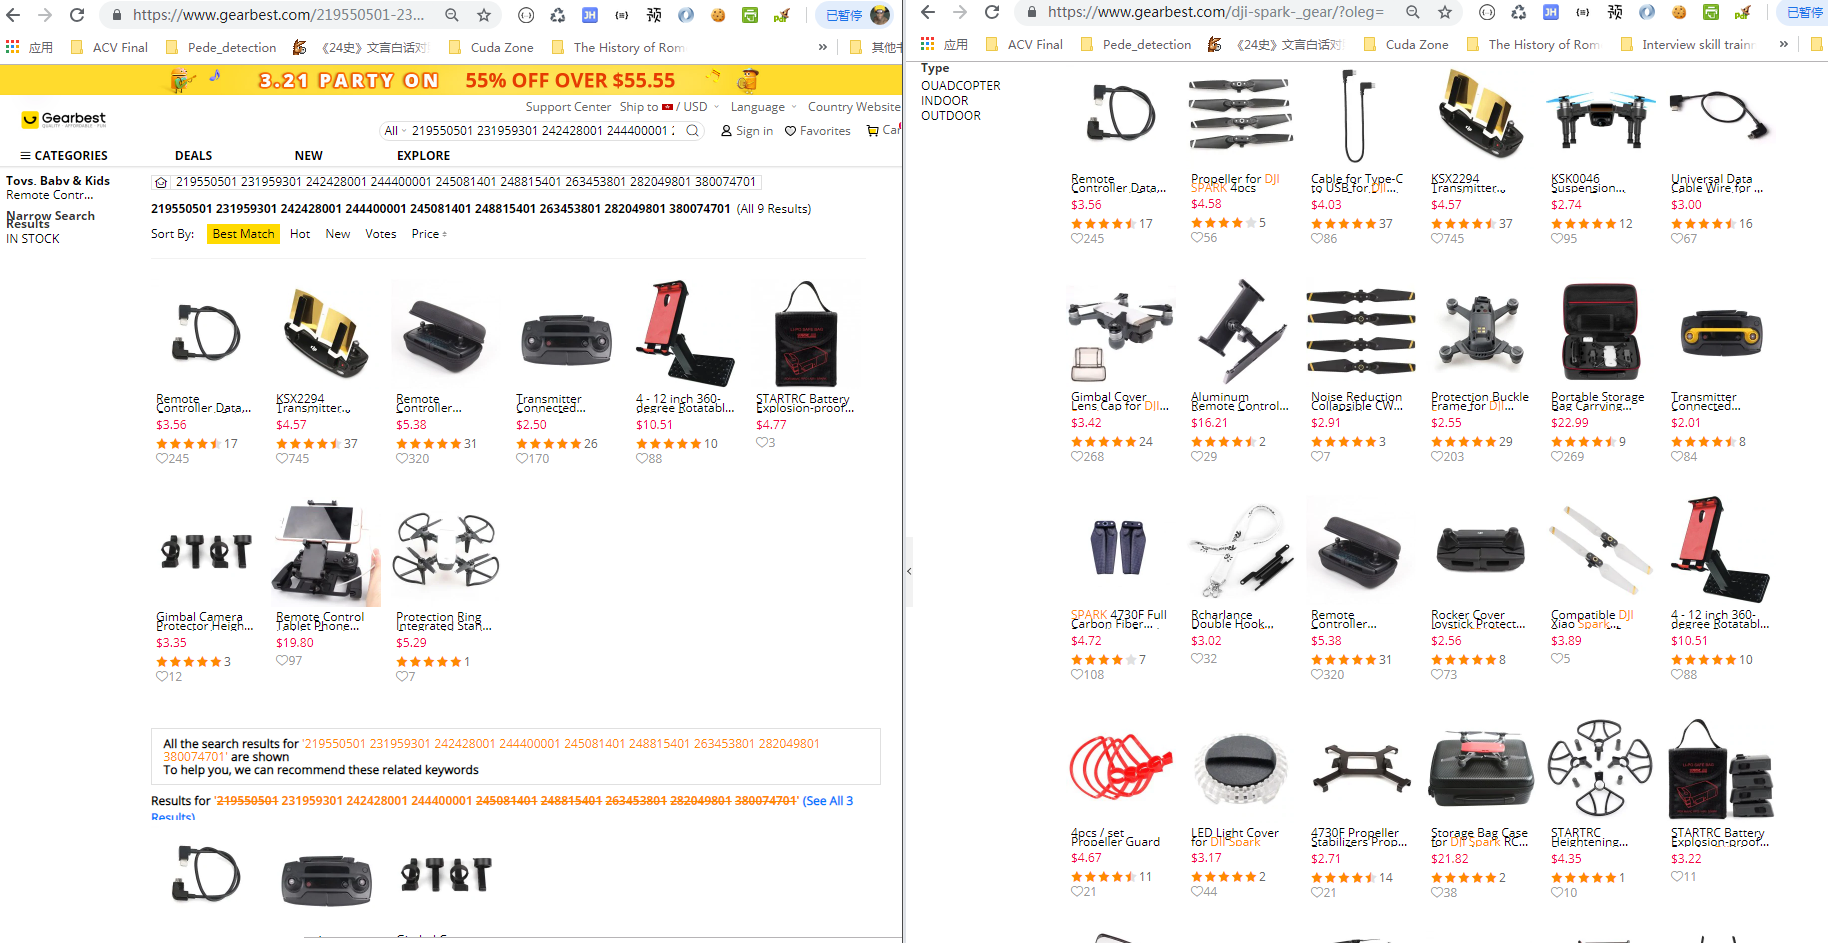 https://www.gearbest.com/219550501-23...
已暂停
应用
ACV Final
Pede_detection
《24史》文言白话对
Cuda Zone
The History of Rom
»
其他书
3.21 PARTY ON 55% OFF OVER $55.55
Support Center
Ship to / USD
Language
Country Website
Gearbest
QUALITY · AFFORDABLE · FUN
All
219550501 231959301 242428001 244400001 2
Sign in
Favorites
Car
CATEGORIES
DEALS
NEW
EXPLORE
Toys, Baby & Kids
Remote Contr...
Narrow Search
Results
IN STOCK
219550501 231959301 242428001 244400001 245081401 248815401 263453801 282049801 380074701
219550501 231959301 242428001 244400001 245081401 248815401 263453801 282049801 380074701 (All 9 Results)
Sort By:
Best Match
Hot
New
Votes
Price
Remote
Controller Data,...
$3.56
17
245
KSX2294
Transmitter...
$4.57
37
745
Remote
Controller...
$5.38
31
320
Transmitter
Connected...
$2.50
26
170
4 - 12 inch 360-
degree Rotatabl...
$10.51
10
88
STARTRC Battery
Explosion-proof...
$4.77
3
Gimbal Camera
Protector Heigh...
$3.35
3
12
Remote Control
Tablet Phone...
$19.80
97
Protection Ring
Integrated Stan...
$5.29
1
7
All the search results for '219550501 231959301 242428001 244400001 245081401 248815401 263453801 282049801
380074701' are shown
To help you, we can recommend these related keywords
Results for '219550501 231959301 242428001 244400001 245081401 248815401 263453801 282049801 380074701' (See All 3
Results)
https://www.gearbest.com/dji-spark-_gear/?oleg=
已暂停
应用
ACV Final
Pede_detection
《24史》文言白话对
Cuda Zone
The History of Rom
Interview skill train
»
Type
QUADCOPTER
INDOOR
OUTDOOR
Remote
Controller Data,...
$3.56
17
245
Propeller for DJI
SPARK 4pcs
$4.58
5
56
Cable for Type-C
to USB for DJI...
$4.03
37
86
KSX2294
Transmitter...
$4.57
37
745
KSK0046
Suspension...
$2.74
12
95
Universal Data
Cable Wire for ...
$3.00
16
67
Gimbal Cover
Lens Cap for DJI...
$3.42
24
268
Aluminum
Remote Control...
$16.21
2
29
Noise Reduction
Collapsible CW...
$2.91
3
7
Protection Buckle
Frame for DJI...
$2.55
29
203
Portable Storage
Bag Carrying...
$22.99
9
269
Transmitter
Connected...
$2.01
8
84
SPARK 4730F Full
Carbon Fiber...
$4.72
7
108
Rcharlance
Double Hook...
$3.02
32
Remote
Controller...
$5.38
31
320
Rocker Cover
Joystick Protect...
$2.56
8
73
Compatible DJI
Xiao Spark...
$3.89
5
4 - 12 inch 360-
degree Rotatabl...
$10.51
10
88
4pcs / set
Propeller Guard
$4.67
11
21
LED Light Cover
for DJI Spark
$3.17
2
44
4730F Propeller
Stabilizers Prop...
$2.71
14
21
Storage Bag Case
for DJI Spark RC...
$21.82
2
38
STARTRC
Heightening...
$4.35
1
10
STARTRC Battery
Explosion-proof...
$3.22
11